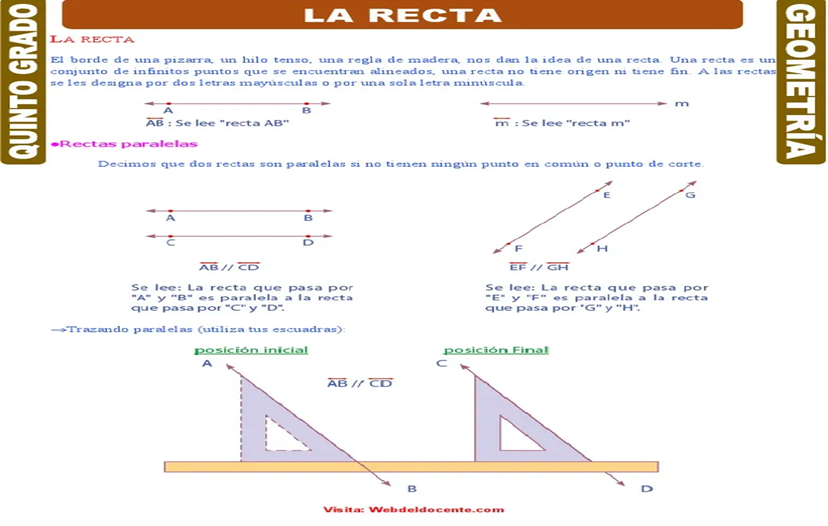 LA RECTA
QUINTO GRADO
GEOMETRÍA
LA RECTA
El borde de una pizarra, un hilo tenso, una regla de madera, nos dan la idea de una recta. Una recta es un
conjunto de infinitos puntos que se encuentran alineados, una recta no tiene origen ni tiene fin. A las rectas
se les designa por dos letras mayúsculas o por una sola letra minúscula.
A B
m
AB : Se lee "recta AB"
m : Se lee "recta m"
•Rectas paralelas
Decimos que dos rectas son paralelas si no tienen ningún punto en común o punto de corte.
A B
C D
E G
F H
AB // CD
Se lee: La recta que pasa por
"A" y "B" es paralela a la recta
que pasa por "C" y "D".
EF // GH
Se lee: La recta que pasa por
"E" y "F" es paralela a la recta
que pasa por "G" y "H".
→Trazando paralelas (utiliza tus escuadras):
posición inicial
posición Final
A
C
AB // CD
B
D
Visita: Webdeldocente.com